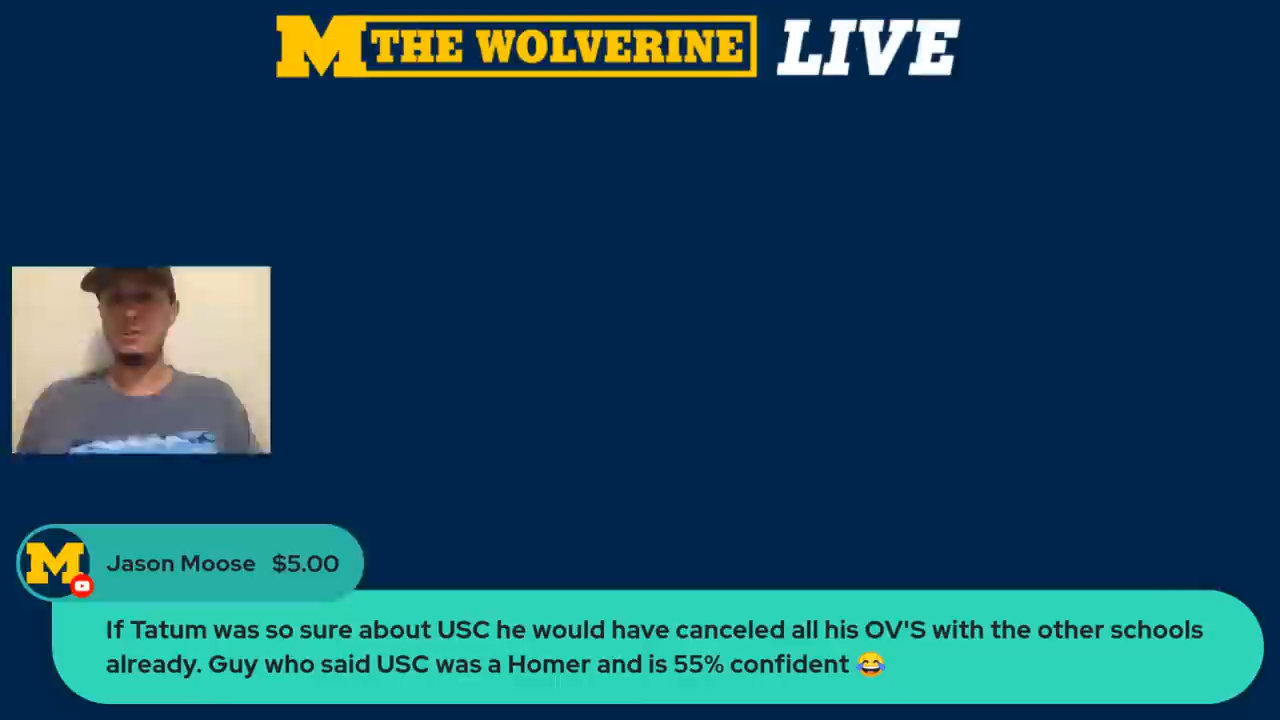 M THE WOLVERINE LIVE
M Jason Moose $5.00
If Tatum was so sure about USC he would have canceled all his OV'S with the other schools
already. Guy who said USC was a Homer and is 55% confident 😂